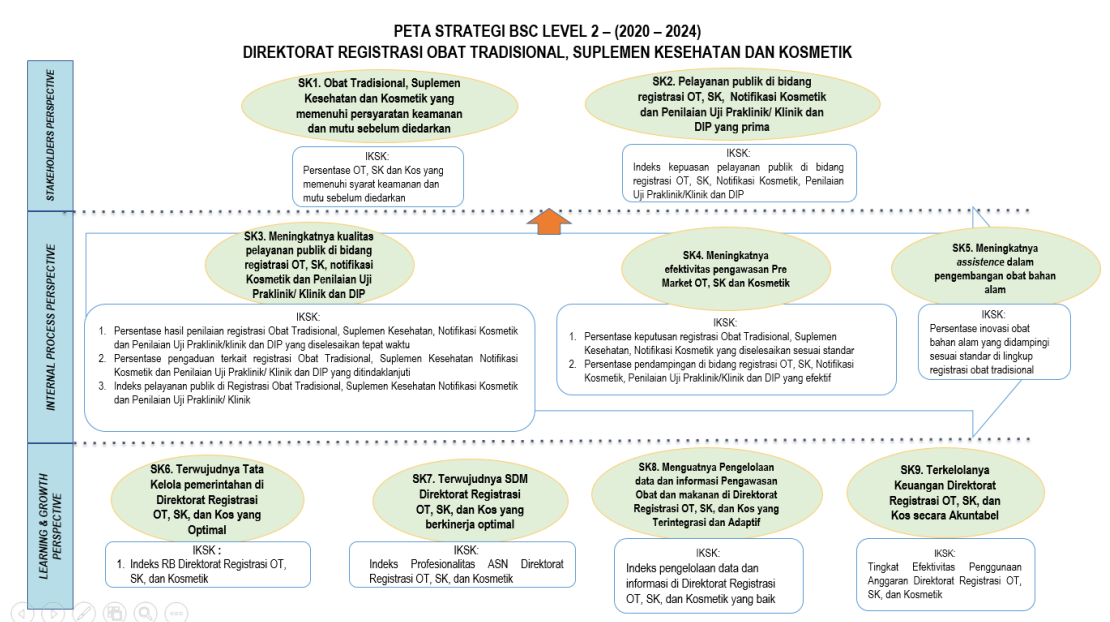 PETA STRATEGI BSC LEVEL 2 – (2020 – 2024)
DIREKTORAT REGISTRASI OBAT TRADISIONAL, SUPLEMEN KESEHATAN DAN KOSMETIK
STAKEHOLDERS PERSPECTIVE
SK1. Obat Tradisional, Suplemen
Kesehatan dan Kosmetik yang
memenuhi persyaratan keamanan
dan mutu sebelum diedarkan
IKSK:
Persentase OT, SK dan Kos yang
memenuhi syarat keamanan dan
mutu sebelum diedarkan
SK2. Pelayanan publik di bidang
registrasi OT, SK, Notifikasi Kosmetik
dan Penilaian Uji Praklinik/ Klinik dan
DIP yang prima
IKSK:
Indeks kepuasan pelayanan publik di bidang
registrasi OT, SK, Notifikasi Kosmetik, Penilaian
Uji Praklinik/Klinik dan DIP
INTERNAL PROCESS PERSPECTIVE
SK3. Meningkatnya kualitas
pelayanan publik di bidang
registrasi OT, SK, notifikasi
Kosmetik dan Penilaian Uji
Praklinik/ Klinik dan DIP
IKSK:
1. Persentase hasil penilaian registrasi Obat Tradisional, Suplemen Kesehatan, Notifikasi Kosmetik
dan Penilaian Uji Praklinik/klinik dan DIP yang diselesaikan tepat waktu
2. Persentase pengaduan terkait registrasi Obat Tradisional, Suplemen Kesehatan Notifikasi
Kosmetik dan Penilaian Uji Praklinik/ Klinik dan DIP yang ditindaklanjuti
3. Indeks pelayanan publik di Registrasi Obat Tradisional, Suplemen Kesehatan Notifikasi Kosmetik
dan Penilaian Uji Praklinik/ Klinik
SK4. Meningkatnya
efektivitas pengawasan Pre
Market OT, SK dan Kosmetik
IKSK:
1. Persentase keputusan registrasi Obat Tradisional, Suplemen
Kesehatan, Notifikasi Kosmetik yang diselesaikan sesuai standar
2. Persentase pendampingan di bidang registrasi OT, SK, Notifikasi
Kosmetik, Penilaian Uji Praklinik/Klinik dan DIP yang efektif
SK5. Meningkatnya
assistence dalam
pengembangan obat bahan
alam
IKSK:
Persentase inovasi obat
bahan alam yang didampingi
sesuai standar di lingkup
registrasi obat tradisional
LEARNING & GROWTH
PERSPECTIVE
SK6. Terwujudnya Tata
Kelola pemerintahan di
Direktorat Registrasi
OT, SK, dan Kos yang
Optimal
IKSK :
1. Indeks RB Direktorat Registrasi OT,
SK, dan Kosmetik
SK7. Terwujudnya SDM
Direktorat Registrasi
OT, SK, dan Kos yang
berkinerja optimal
IKSK:
Indeks Profesionalitas ASN Direktorat
Registrasi OT, SK, dan Kosmetik
SK8. Menguatnya Pengelolaan
data dan informasi Pengawasan
Obat dan makanan di Direktorat
Registrasi OT, SK, dan Kos yang
Terintegrasi dan Adaptif
IKSK:
Indeks pengelolaan data dan
informasi di Direktorat Registrasi
OT, SK, dan Kosmetik yang baik
SK9. Terkelolanya
Keuangan Direktorat
Registrasi OT, SK, dan
Kos secara Akuntabel
IKSK:
Tingkat Efektivitas Penggunaan
Anggaran Direktorat Registrasi OT,
SK, dan Kosmetik